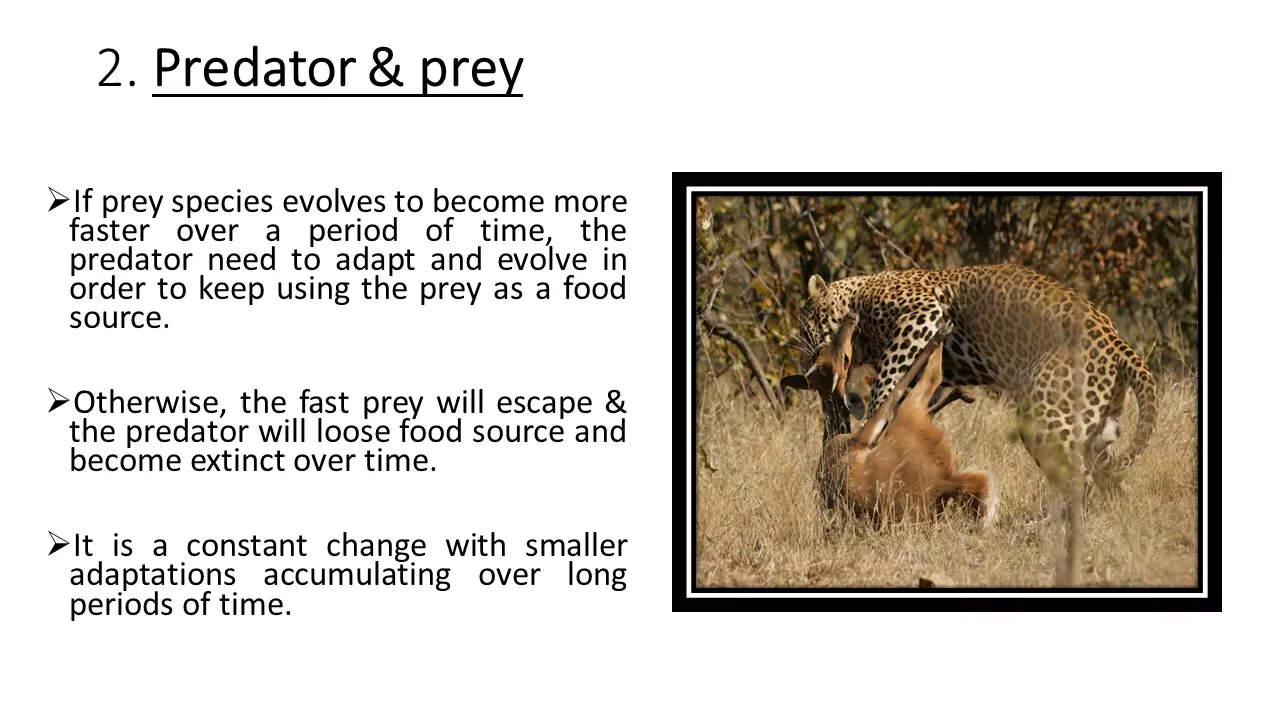 2. Predator & prey
➢If prey species evolves to become more
faster over a period of time, the
predator need to adapt and evolve in
order to keep using the prey as a food
source.
➢Otherwise, the fast prey will escape &
the predator will loose food source and
become extinct over time.
➢It is a constant change with smaller
adaptations accumulating over long
periods of time.